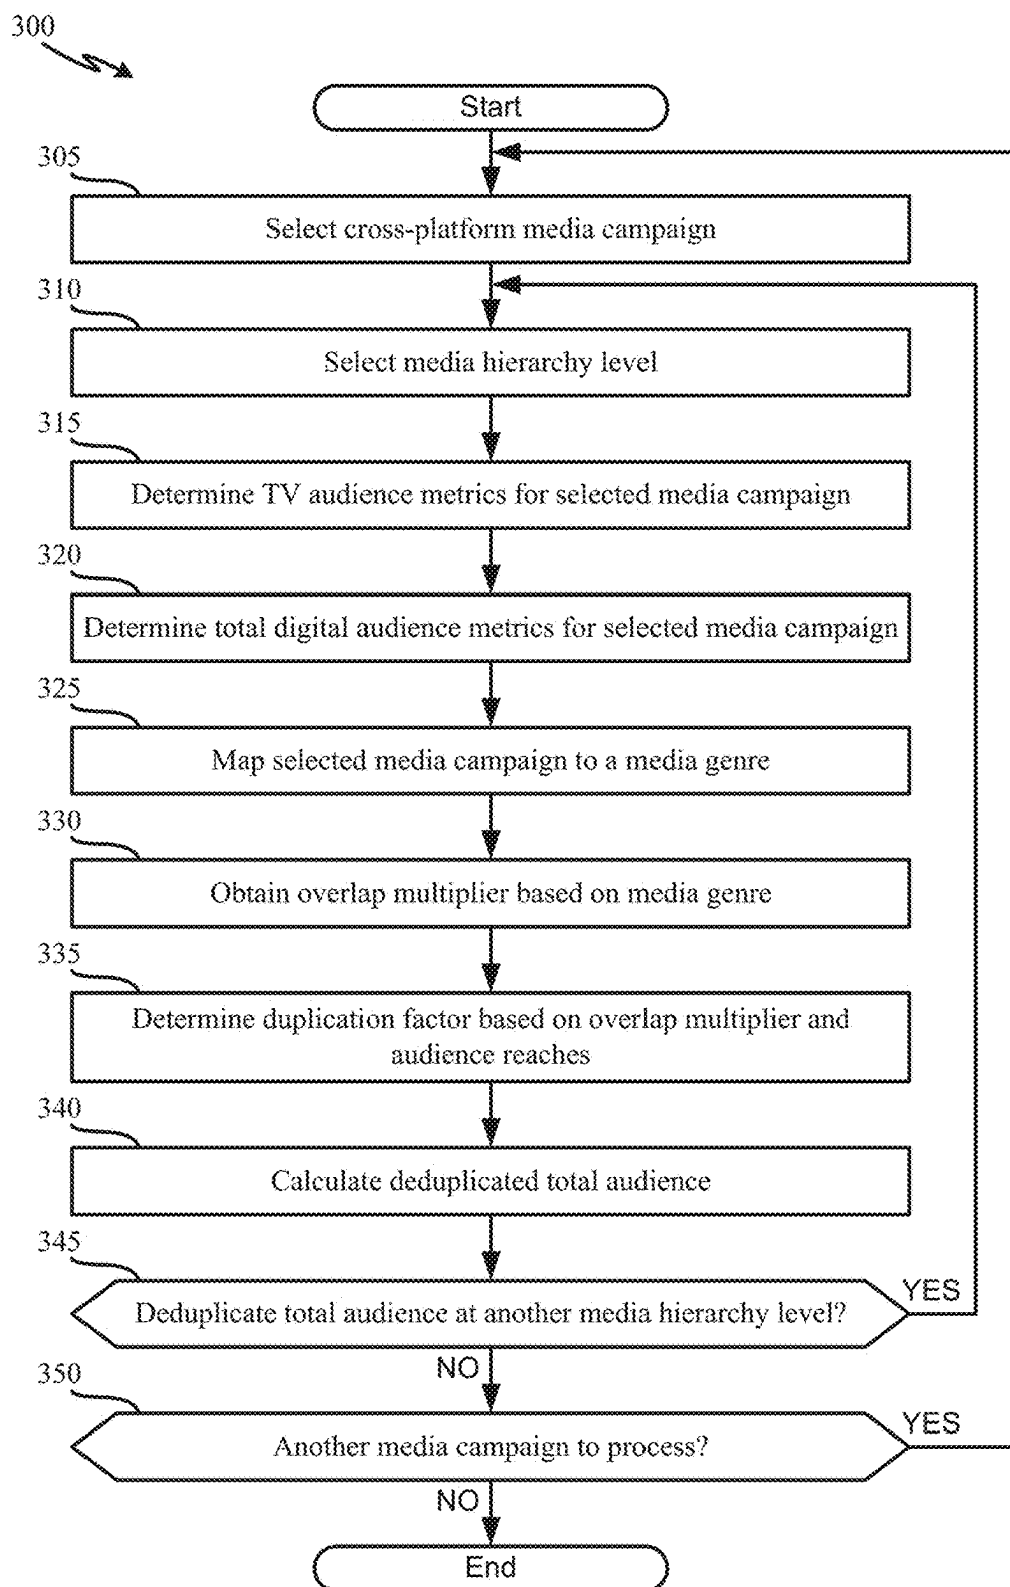 300
Start
305
Select cross-platform media campaign
310
Select media hierarchy level
315
Determine TV audience metrics for selected media campaign
320
Determine total digital audience metrics for selected media campaign
325
Map selected media campaign to a media genre
330
Obtain overlap multiplier based on media genre
335
Determine duplication factor based on overlap multiplier and
audience reaches
340
Calculate deduplicated total audience
345
Deduplicate total audience at another media hierarchy level?
YES
NO
350
Another media campaign to process?
YES
NO
End